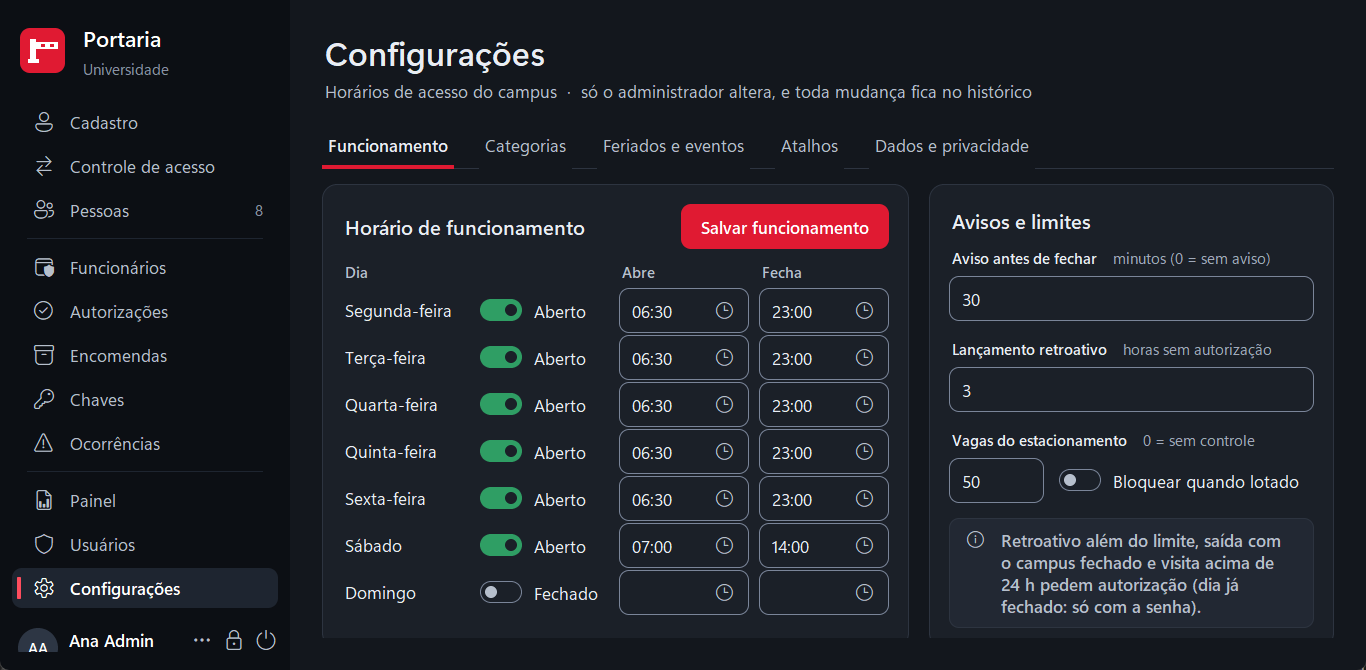 Portaria
Universidade
Cadastro
Controle de acesso
Pessoas 8
Funcionários
Autorizações
Encomendas
Chaves
Ocorrências
Painel
Usuários
Configurações
AA Ana Admin ···
Configurações
Horários de acesso do campus · só o administrador altera, e toda mudança fica no histórico
Funcionamento Categorias Feriados e eventos Atalhos Dados e privacidade
Horário de funcionamento Salvar funcionamento
Dia Abre Fecha
Segunda-feira Aberto 06:30 23:00
Terça-feira Aberto 06:30 23:00
Quarta-feira Aberto 06:30 23:00
Quinta-feira Aberto 06:30 23:00
Sexta-feira Aberto 06:30 23:00
Sábado Aberto 07:00 14:00
Domingo Fechado
Avisos e limites
Aviso antes de fechar minutos (0 = sem aviso)
30
Lançamento retroativo horas sem autorização
3
Vagas do estacionamento 0 = sem controle
50 Bloquear quando lotado
Retroativo além do limite, saída com
o campus fechado e visita acima de
24 h pedem autorização (dia já
fechado: só com a senha).